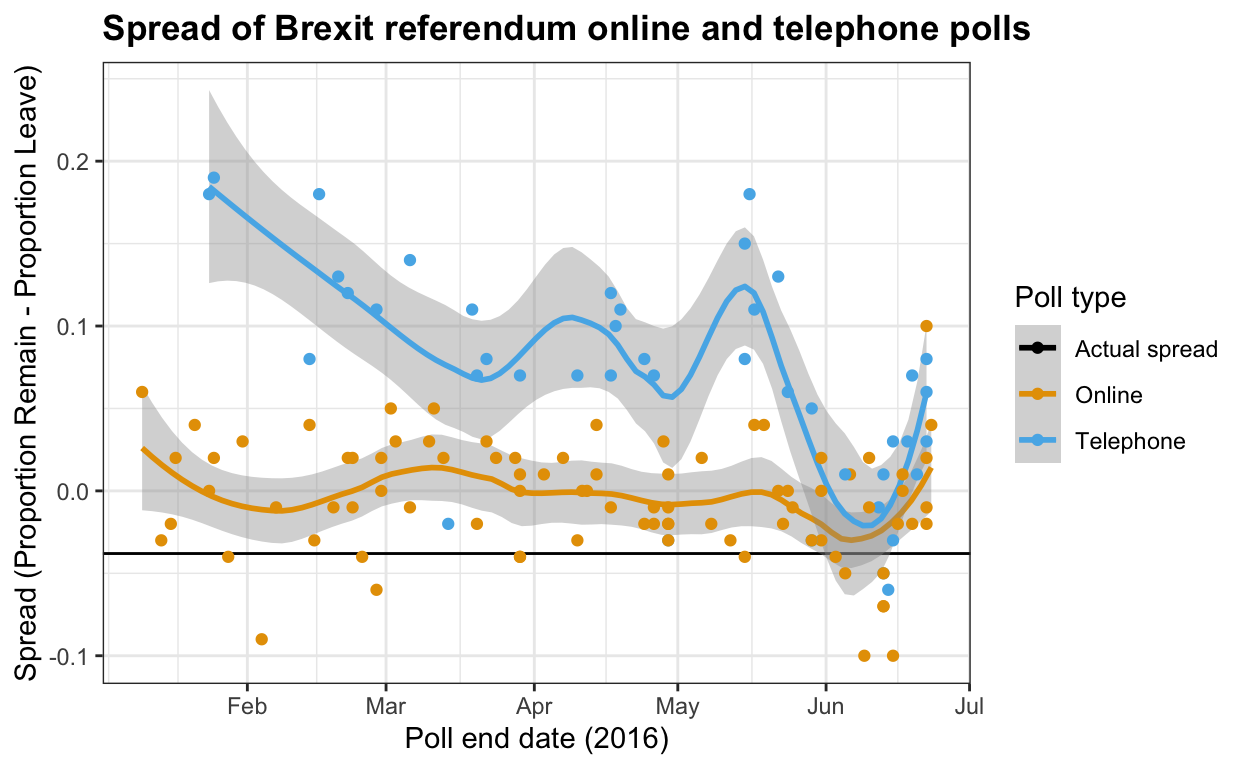 Spread of Brexit referendum online and telephone polls
Spread (Proportion Remain - Proportion Leave)
0.2
0.1
0.0
-0.1
Feb Mar Apr May Jun Jul
Poll end date (2016)
Poll type
Actual spread
Online
Telephone